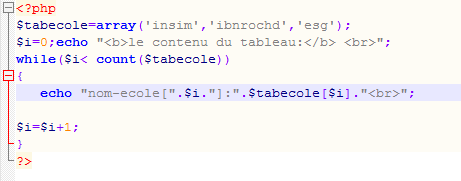 <?php
$tabecole=array('insim','ibnrochd','esg');
$i=0;echo "<b>le contenu du tableau:</b> <br>";
while($i< count($tabecole))
{
echo "nom-ecole[".$i."]:".$tabecole[$i]."<br>";
$i=$i+1;
}
?>